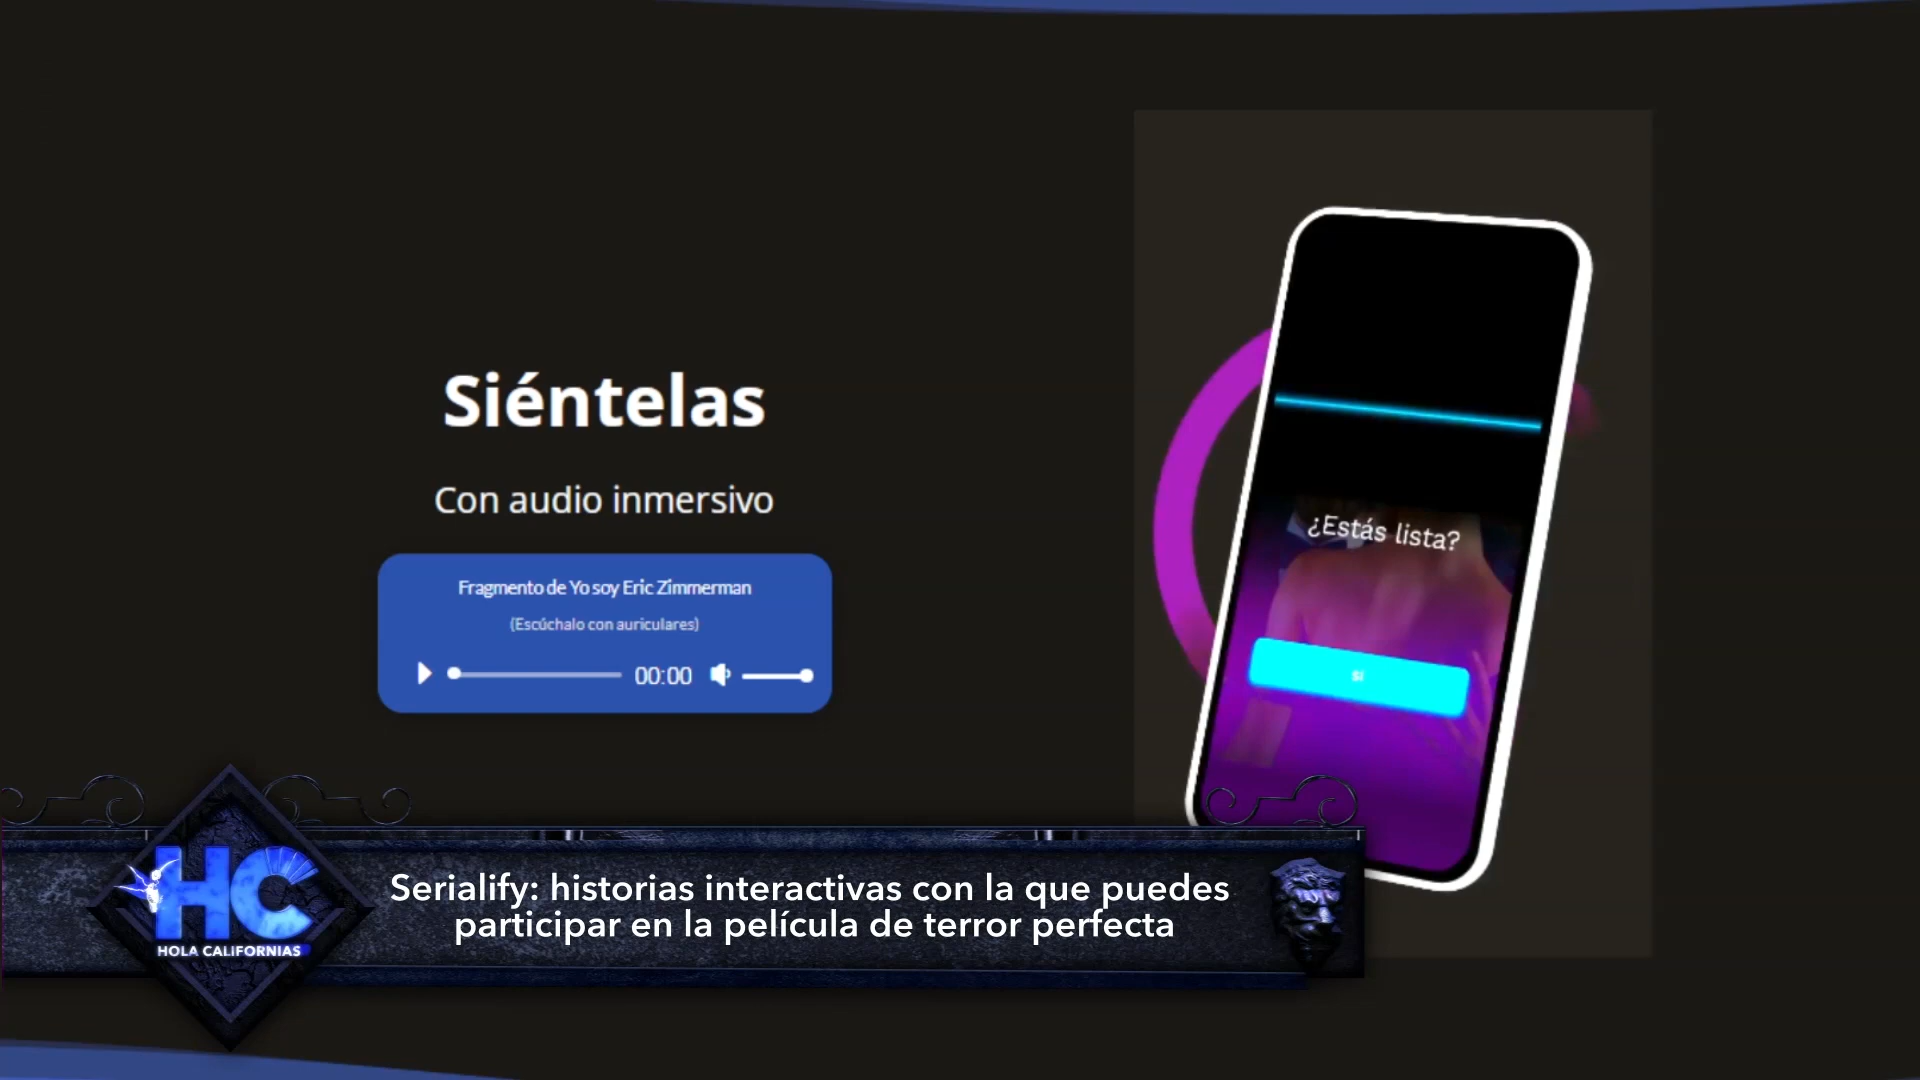 Siéntelas
Con audio inmersivo
Fragmento de Yo soy Eric Zimmerman
(Escúchalo con auriculares)
00:00
¿Estás lista?
sí
HC
HOLA CALIFORNIAS
Serialify: historias interactivas con la que puedes
participar en la película de terror perfecta